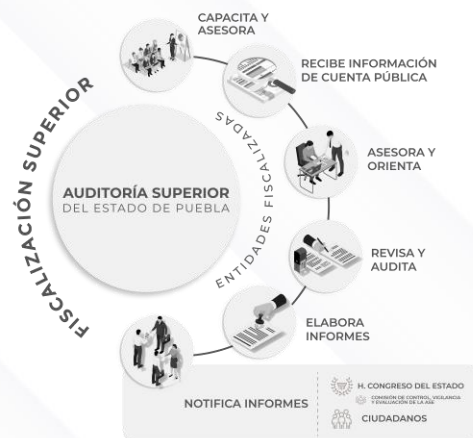 CAPACITA Y
ASESORA
RECIBE INFORMACIÓN
DE CUENTA PÚBLICA
FISCALIZACIÓN SUPERIOR
AUDITORÍA SUPERIOR
DEL ESTADO DE PUEBLA
ENTIDADES FISCALIZADAS
ASESORA Y
ORIENTA
REVISA Y
AUDITA
ELABORA
INFORMES
NOTIFICA INFORMES
H. CONGRESO DEL ESTADO
COMISIÓN DE CONTROL, VIGILANCIA
Y EVALUACIÓN DE LA ASE
CIUDADANOS